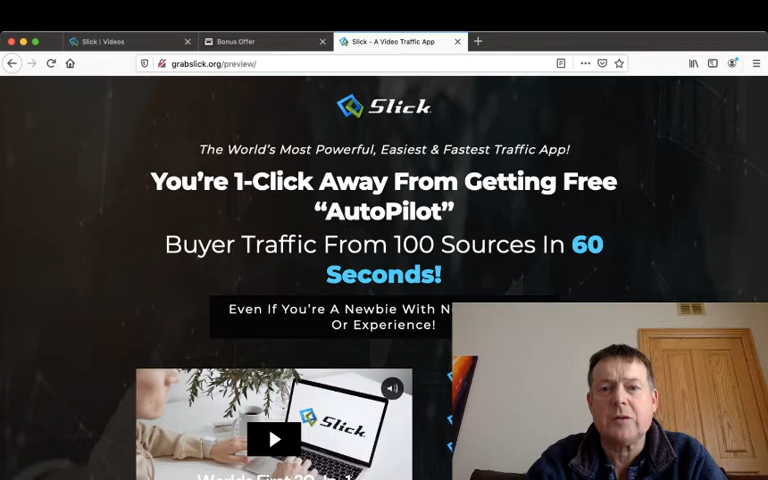 Slick | Videos
Bonus Offer
Slick - A Video Traffic App
grabslick.org/preview/
Slick
The World's Most Powerful, Easiest & Fastest Traffic App!
You're 1-Click Away From Getting Free
“AutoPilot”
Buyer Traffic From 100 Sources In 60
Seconds!
Even If You're A Newbie With
Or Experience!
Slick